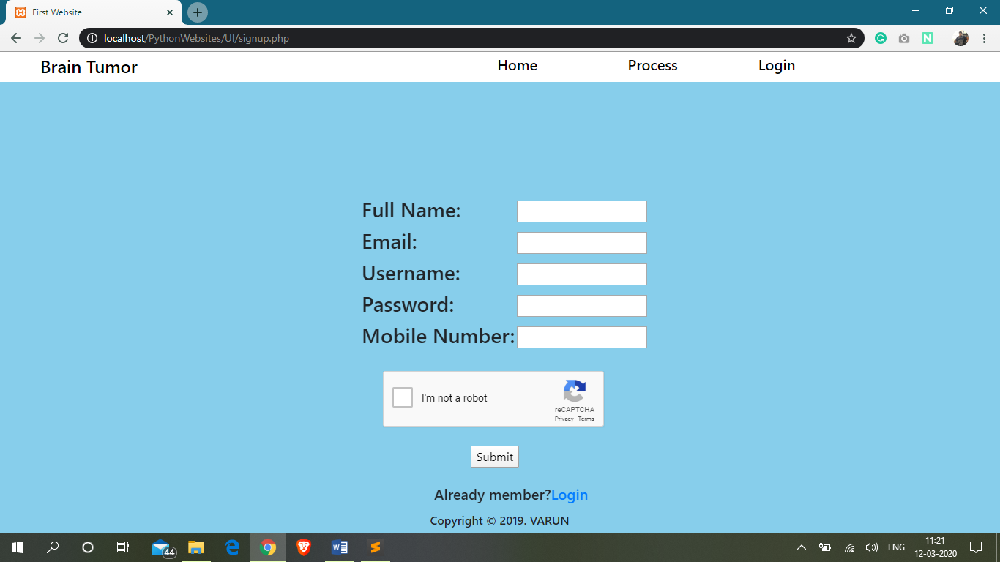 First Website
localhost/PythonWebsites/UI/signup.php
Brain Tumor Home Process Login
Full Name:
Email:
Username:
Password:
Mobile Number:
I'm not a robot
reCAPTCHA
Privacy - Terms
Submit
Already member?Login
Copyright © 2019. VARUN
44
ENG
11:21
12-03-2020